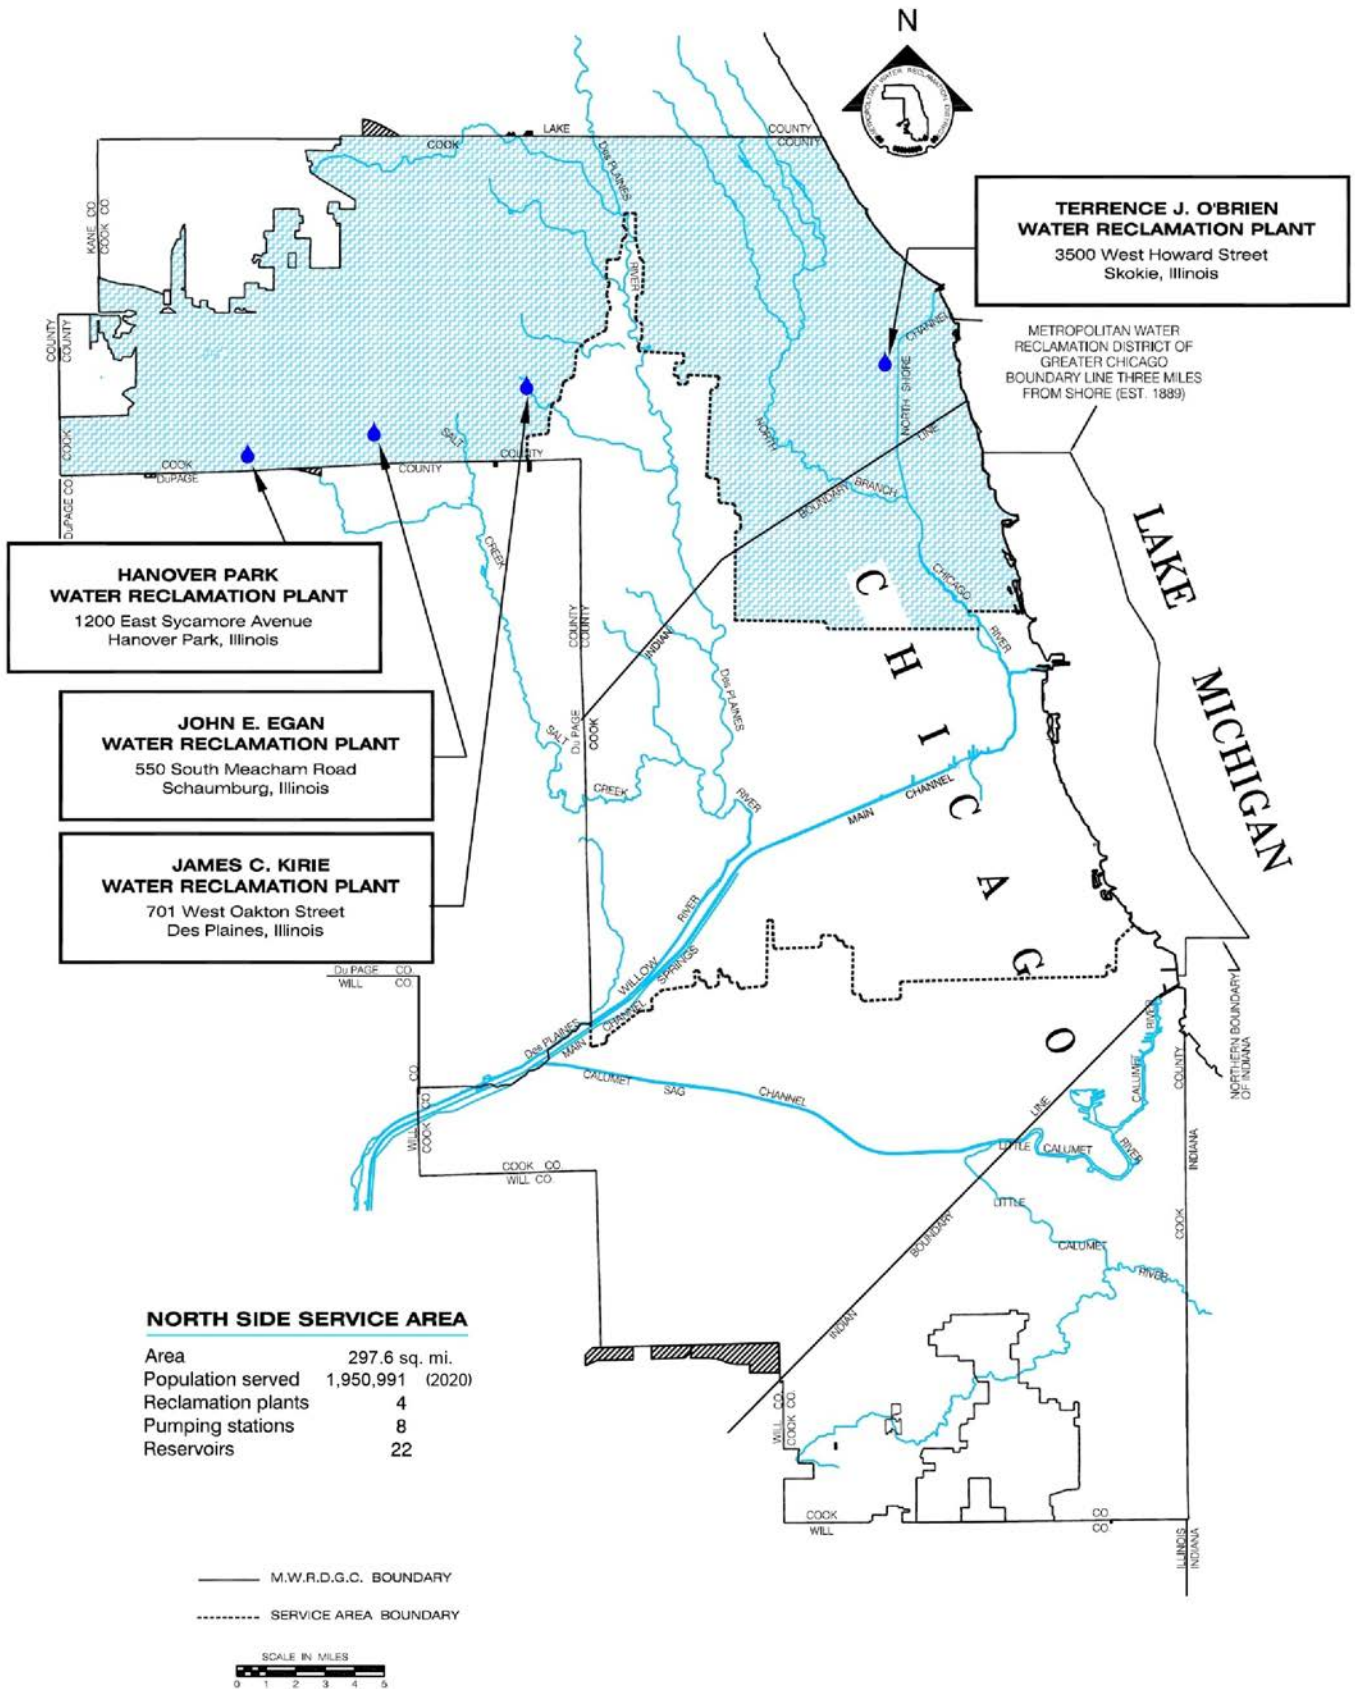 N
METROPOLITAN WATER RECLAMATION DISTRICT
LAKE COUNTY
COOK COUNTY
Des PLAINES
RIVER
KANE CO
COOK CO
TERRENCE J. O'BRIEN
WATER RECLAMATION PLANT
3500 West Howard Street
Skokie, Illinois
METROPOLITAN WATER
RECLAMATION DISTRICT OF
GREATER CHICAGO
BOUNDARY LINE THREE MILES
FROM SHORE (EST. 1889)
NORTH SHORE
CHANNEL
COUNTY
COUNTY
COOK
DuPAGE CO
COOK
DuPAGE
COUNTY
COUNTY
SALT
CREEK
NORTH
BRANCH
CHICAGO
RIVER
INDIAN
BOUNDARY
LINE
HANOVER PARK
WATER RECLAMATION PLANT
1200 East Sycamore Avenue
Hanover Park, Illinois
JOHN E. EGAN
WATER RECLAMATION PLANT
550 South Meacham Road
Schaumburg, Illinois
JAMES C. KIRIE
WATER RECLAMATION PLANT
701 West Oakton Street
Des Plaines, Illinois
LAKE
MICHIGAN
CHICAGO
COUNTY
COUNTY
Du PAGE
COOK
SALT
CREEK
Des PLAINES
RIVER
MAIN
CHANNEL
RIVER
WILLOW
SPRINGS
CHANNEL
Des PLAINES
MAIN
Du PAGE CO.
WILL CO.
CO.
WILL CO
COOK CO
CALUMET
SAG
CHANNEL
COOK CO.
WILL CO.
LITTLE
CALUMET
RIVER
CALUMET
RIVER
NORTHERN BOUNDARY
OF INDIANA
COUNTY
INDIANA
COOK
LINE
BOUNDARY
INDIAN
LITTLE
CALUMET
RIVER
WILL CO.
COOK CO.
COOK CO.
WILL CO.
ILLINOIS
INDIANA
NORTH SIDE SERVICE AREA
Area 297.6 sq. mi.
Population served 1,950,991 (2020)
Reclamation plants 4
Pumping stations 8
Reservoirs 22
M.W.R.D.G.C. BOUNDARY
SERVICE AREA BOUNDARY
SCALE IN MILES
0 1 2 3 4 5